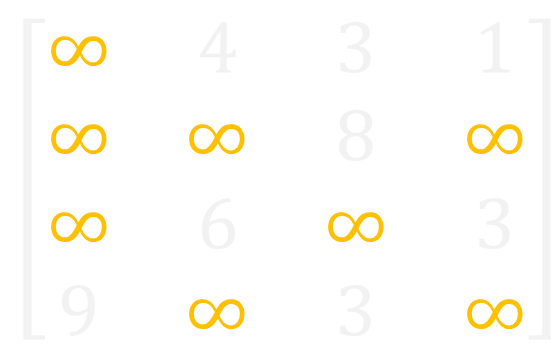 ∞ 4 3 1
∞ ∞ 8 ∞
∞ 6 ∞ 3
9 ∞ 3 ∞